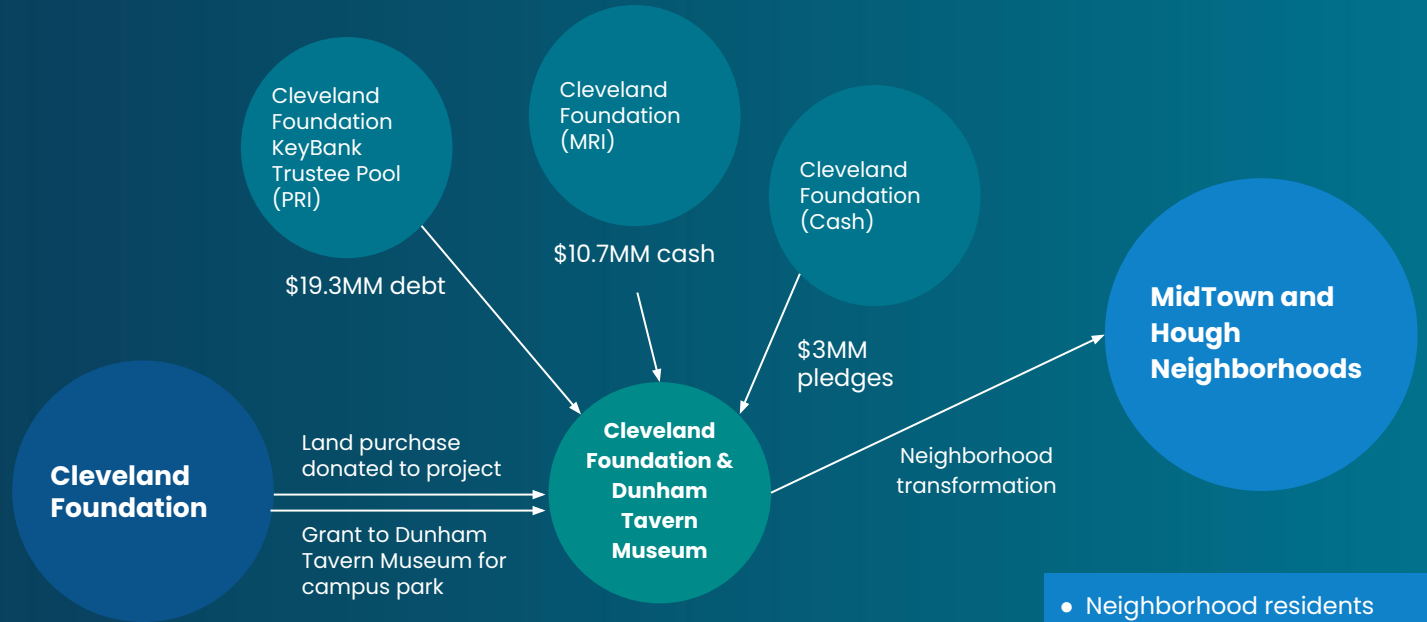 Cleveland
Foundation
KeyBank
Trustee Pool
(PRI)
$19.3MM debt
Cleveland
Foundation
(MRI)
$10.7MM cash
Cleveland
Foundation
(Cash)
$3MM
pledges
Cleveland
Foundation
Land purchase
donated to project
Grant to Dunham
Tavern Museum for
campus park
Cleveland
Foundation &
Dunham
Tavern
Museum
Neighborhood
transformation
MidTown and
Hough
Neighborhoods
● Neighborhood residents